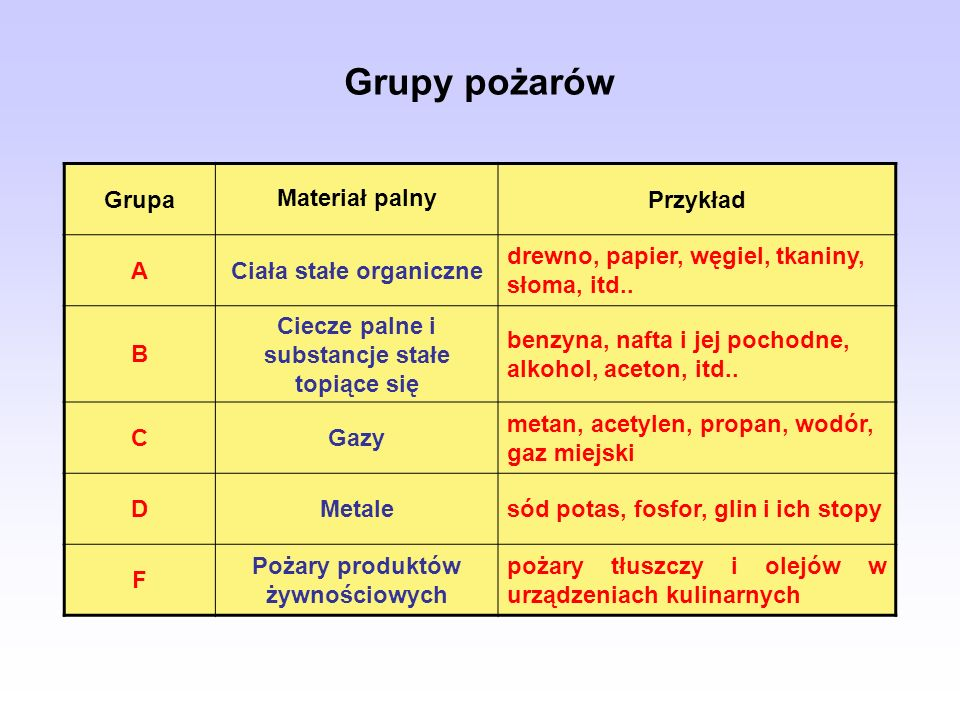 Grupy pożarów
Grupa
Materiał palny
Przykład
A
Ciała stałe organiczne
drewno, papier, węgiel, tkaniny,
słoma, itd..
B
Ciecze palne i
substancje stałe
topiące się
benzyna, nafta i jej pochodne,
alkohol, aceton, itd..
C
Gazy
metan, acetylen, propan, wodór,
gaz miejski
D
Metale
sód potas, fosfor, glin i ich stopy
F
Pożary produktów
żywnościowych
pożary tłuszczy i olejów w
urządzeniach kulinarnych